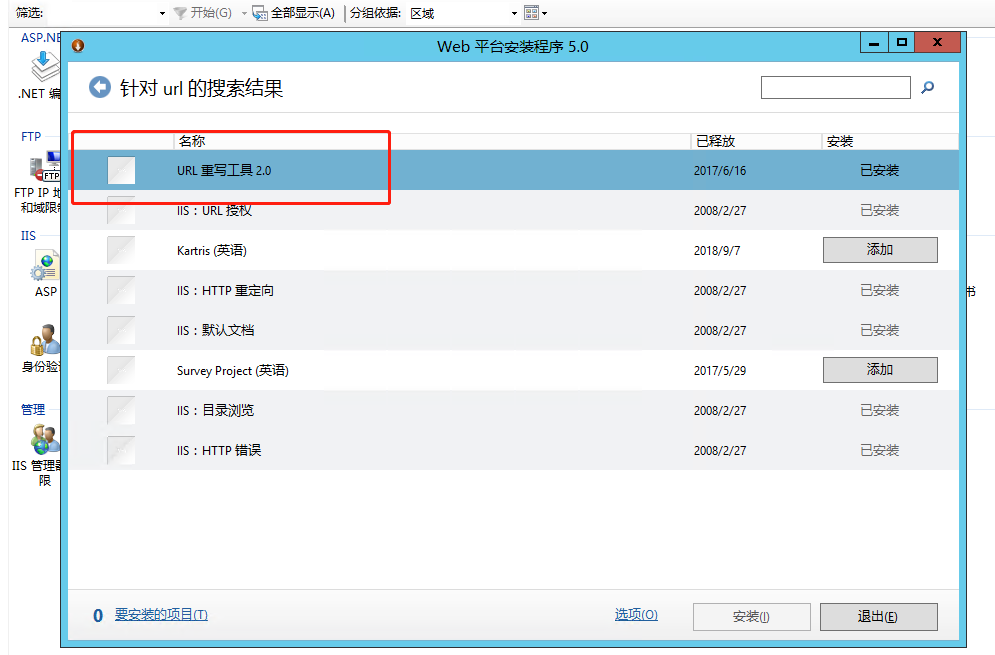 筛选: 开始(G) 全部显示(A) 分组依据: 区域
ASP.NE
.NET 编
FTP
FTP
FTP IP 地
和域限制
IIS
ASP
身份验证
管理
IIS 管理器
限
书
Web 平台安装程序 5.0
针对 url 的搜索结果
名称 已释放 安装
URL 重写工具 2.0 2017/6/16 已安装
IIS：URL 授权 2008/2/27 已安装
Kartris (英语) 2018/9/7 添加
IIS：HTTP 重定向 2008/2/27 已安装
IIS：默认文档 2008/2/27 已安装
Survey Project (英语) 2017/5/29 添加
IIS：目录浏览 2008/2/27 已安装
IIS：HTTP 错误 2008/2/27 已安装
0 要安装的项目(T) 选项(O) 安装(I) 退出(E)